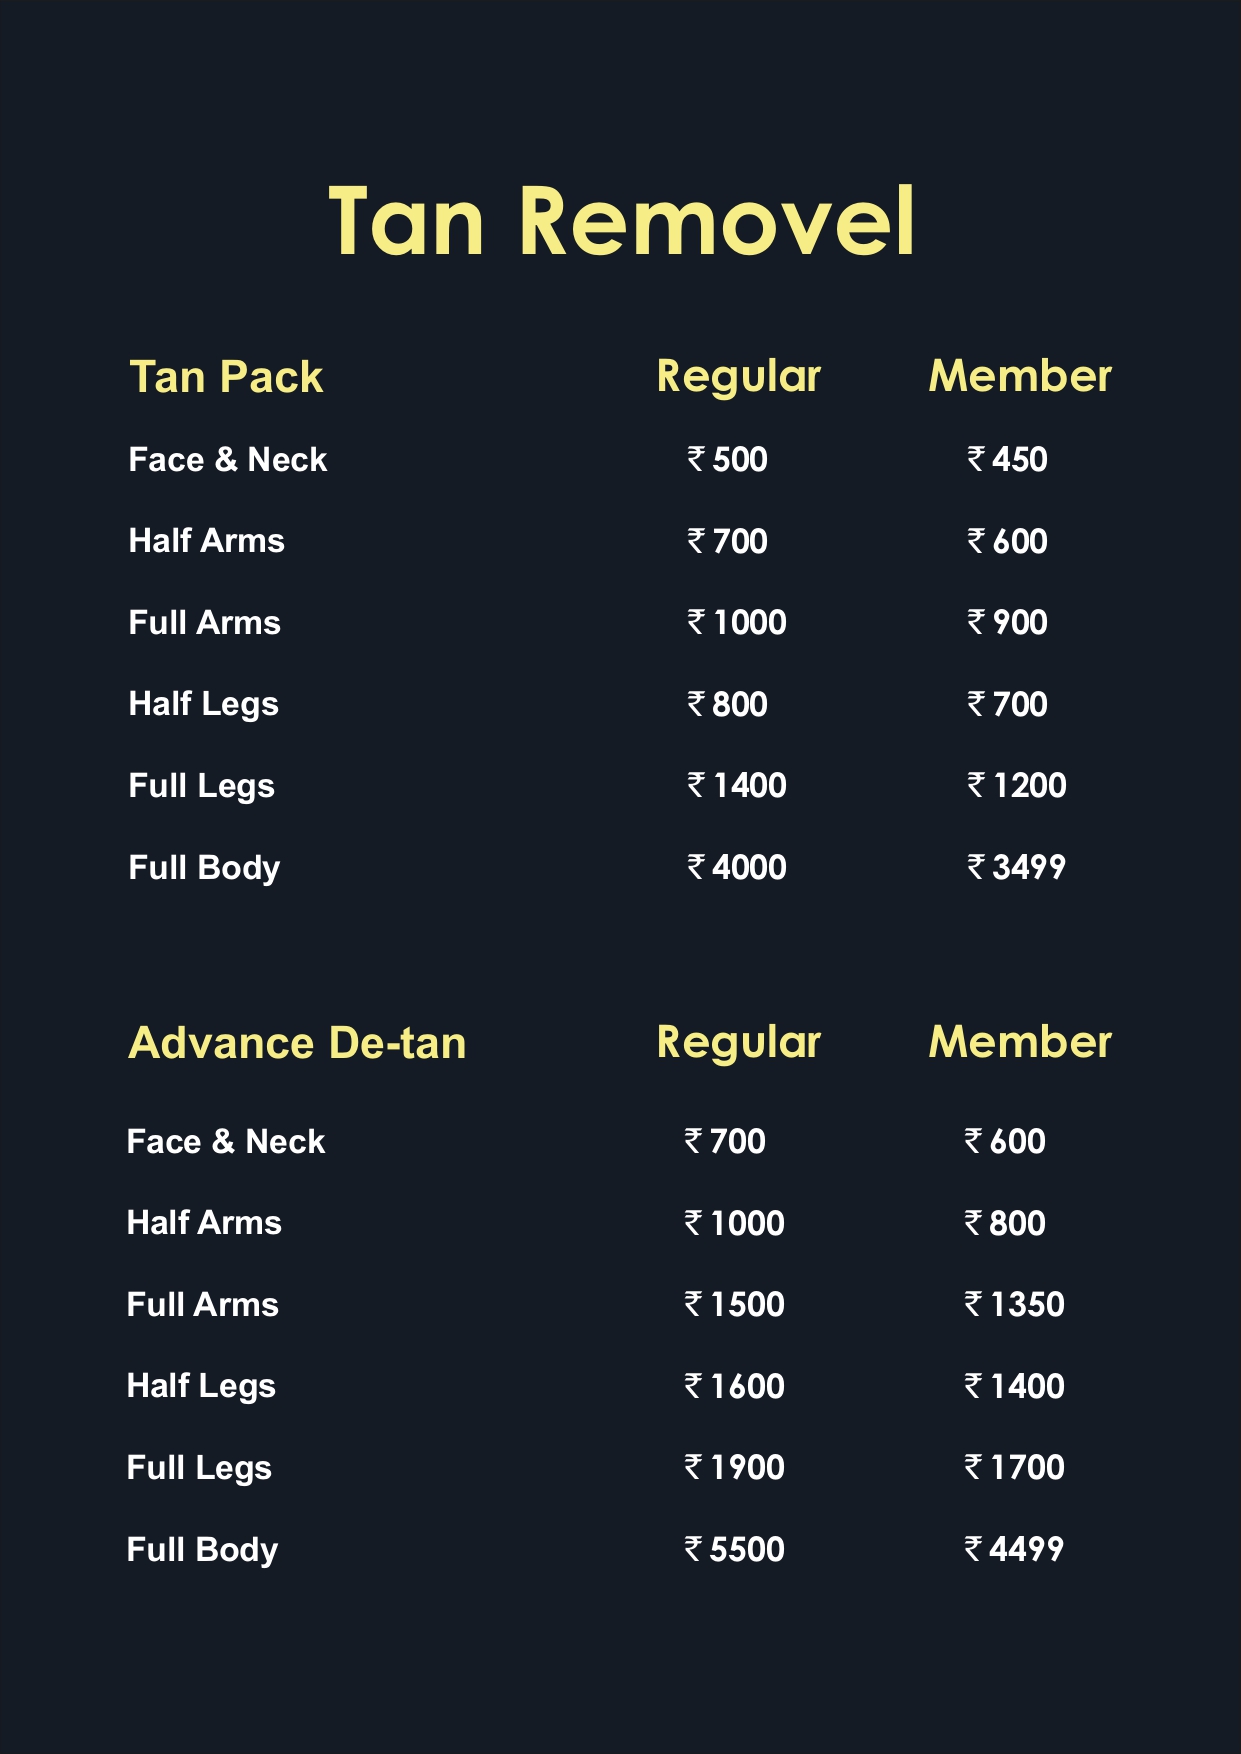 Tan Removel
Tan Pack Regular Member
Face & Neck ₹ 500 ₹ 450
Half Arms ₹ 700 ₹ 600
Full Arms ₹ 1000 ₹ 900
Half Legs ₹ 800 ₹ 700
Full Legs ₹ 1400 ₹ 1200
Full Body ₹ 4000 ₹ 3499
Advance De-tan Regular Member
Face & Neck ₹ 700 ₹ 600
Half Arms ₹ 1000 ₹ 800
Full Arms ₹ 1500 ₹ 1350
Half Legs ₹ 1600 ₹ 1400
Full Legs ₹ 1900 ₹ 1700
Full Body ₹ 5500 ₹ 4499